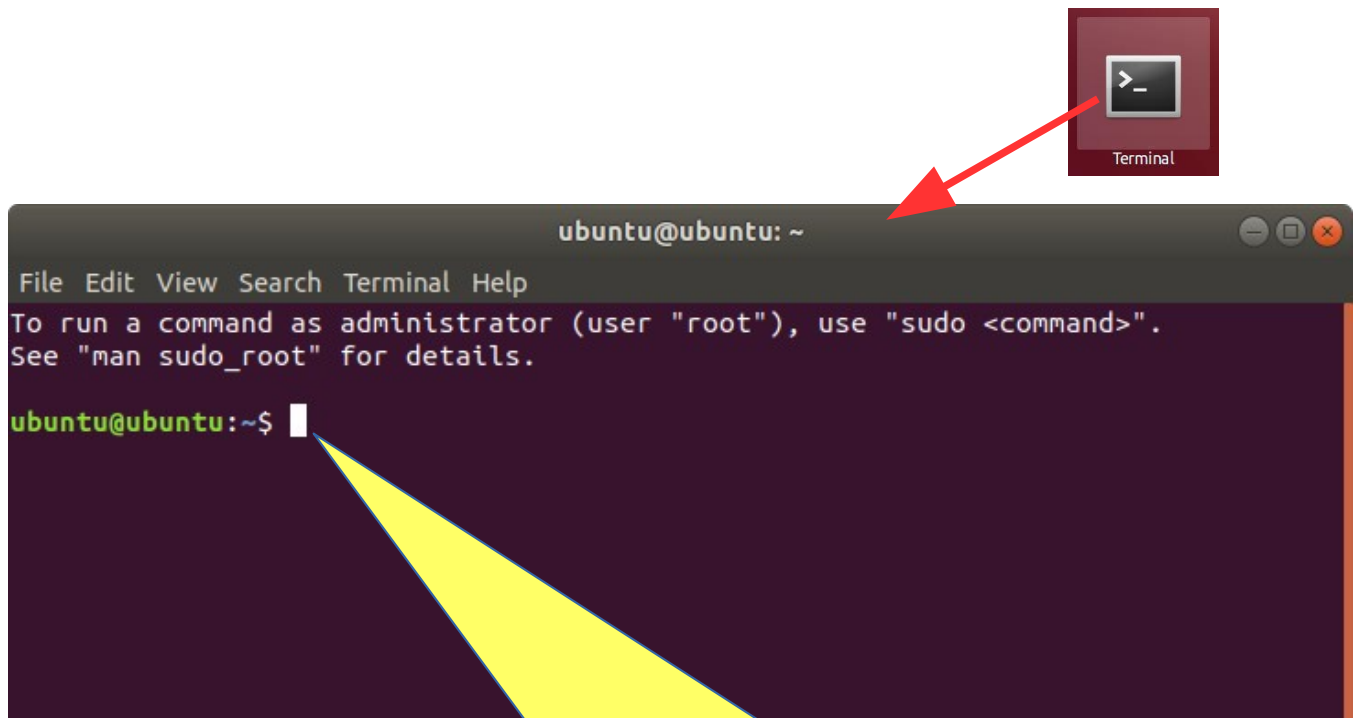 >_
Terminal
ubuntu@ubuntu: ~
File Edit View Search Terminal Help
To run a command as administrator (user "root"), use "sudo <command>".
See "man sudo_root" for details.
ubuntu@ubuntu:~$